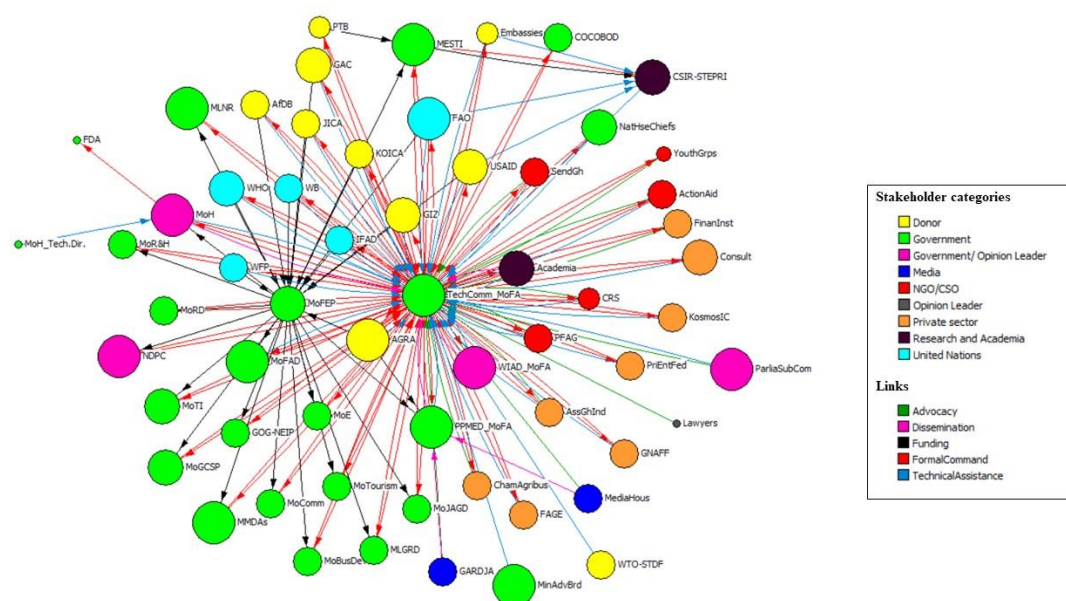 PTB
Embassies
COCOBOD
MESTI
GAC
CSIR-STEPRI
AfDB
MLNR
FAO
JICA
NatHseChiefs
FDA
KOICA
YouthGrps
USAID
SendGh
WHO
WB
ActionAid
MoH
GIZ
FinanInst
IFAD
MoH_Tech.Dir.
MoR&H
Consult
WFP
Academia
TechComm_MoFA
CRS
MoFEP
MoRD
KosmosIC
AGRA
PFAG
NDPC
MoFAD
WIAD_MoFA
PriEntFed
ParliaSubCom
MoTI
AssGhInd
MoE
Lawyers
GOG-NEIP
PPMED_MoFA
GNAFF
MoGCSP
MoTourism
ChamAgribus
MediaHous
MoComm
MoJAGD
FAGE
MMDAs
MLGRD
MoBusDev
WTO-STDF
GARDJA
MinAdvBrd
Stakeholder categories
Donor
Government
Government/ Opinion Leader
Media
NGO/CSO
Opinion Leader
Private sector
Research and Academia
United Nations
Links
Advocacy
Dissemination
Funding
FormalCommand
TechnicalAssistance